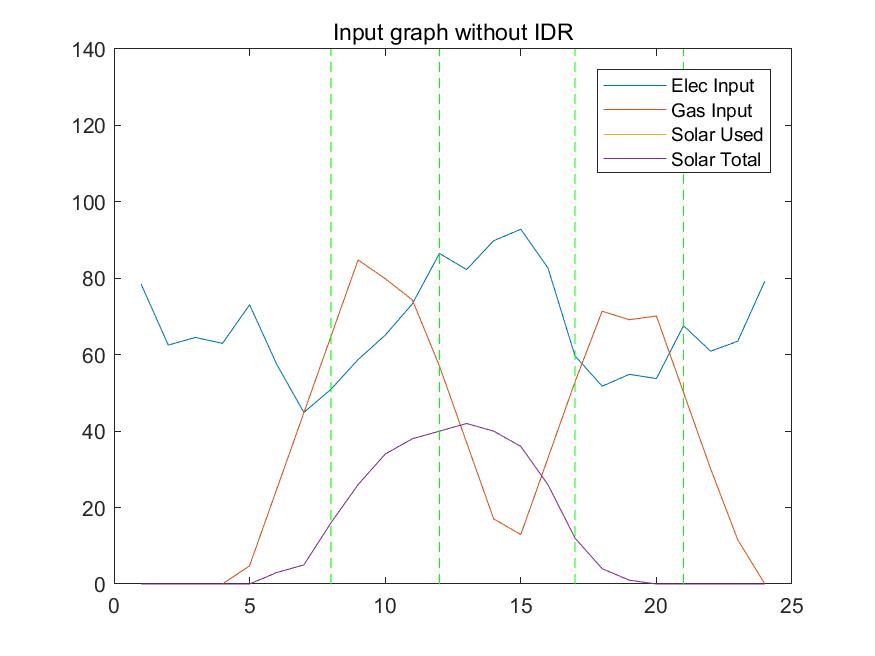 Input graph without IDR
140
120
100
80
60
40
20
0
Elec Input
Gas Input
Solar Used
Solar Total
0 5 10 15 20 25